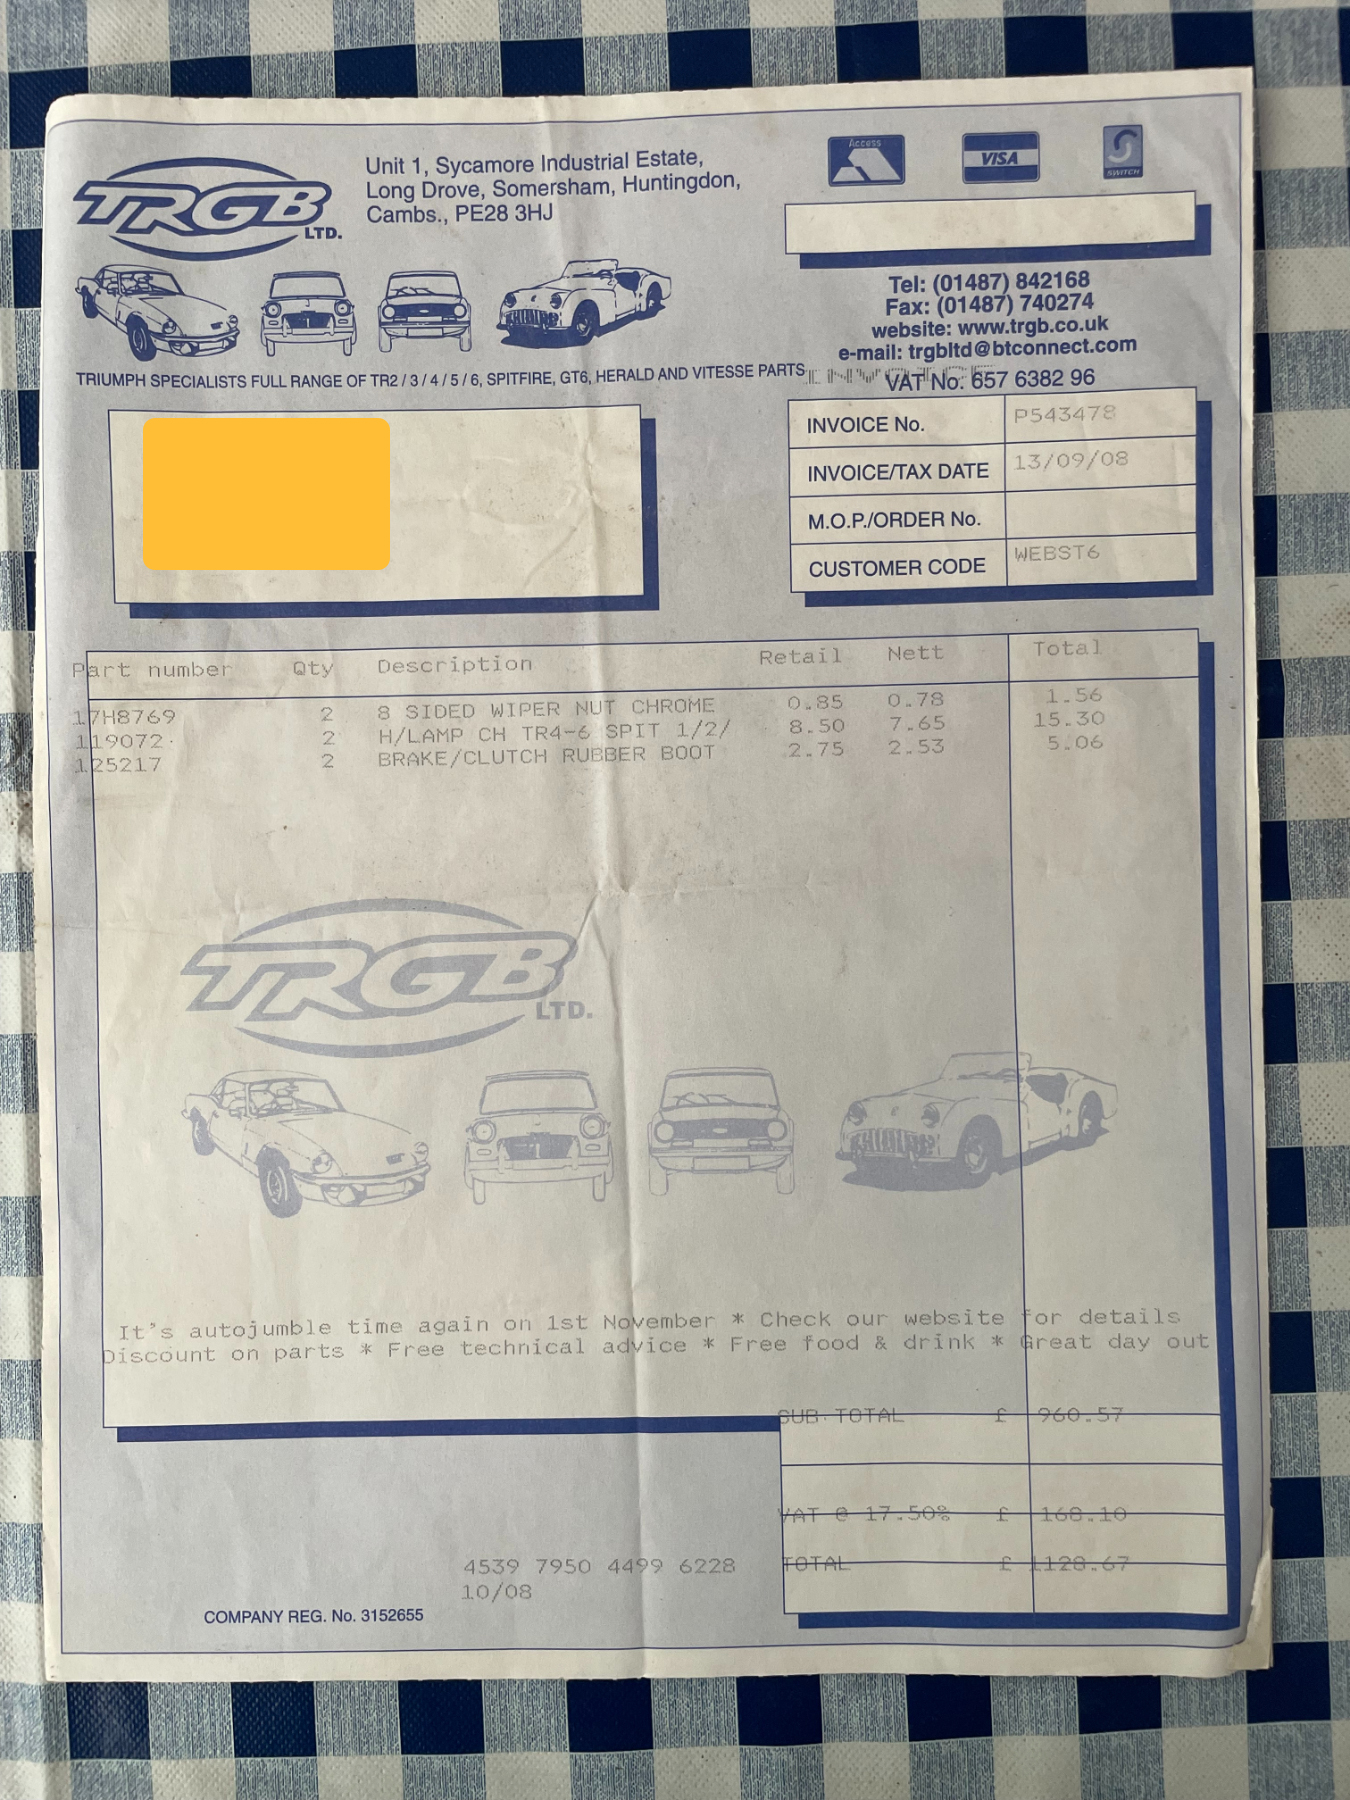 TRGB LTD.
Unit 1, Sycamore Industrial Estate,
Long Drove, Somersham, Huntingdon,
Cambs., PE28 3HJ
Access
VISA
SWITCH
Tel: (01487) 842168
Fax: (01487) 740274
website: www.trgb.co.uk
e-mail: trgbltd@btconnect.com
TRIUMPH SPECIALISTS FULL RANGE OF TR2 / 3 / 4 / 5 / 6, SPITFIRE, GT6, HERALD AND VITESSE PARTS
INVOICE
VAT No. 657 6382 96
INVOICE No. P543478
INVOICE/TAX DATE 13/09/08
M.O.P./ORDER No.
CUSTOMER CODE WEBST6
Part number Qty Description Retail Nett Total
17H8769 2 8 SIDED WIPER NUT CHROME 0.85 0.78 1.56
119072 2 H/LAMP CH TR4-6 SPIT 1/2/ 8.50 7.65 15.30
125217 2 BRAKE/CLUTCH RUBBER BOOT 2.75 2.53 5.06
TRGB LTD.
It's autojumble time again on 1st November * Check our website for details
Discount on parts * Free technical advice * Free food & drink * Great day out
SUB TOTAL £ 960.57
VAT @ 17.50% £ 168.10
TOTAL £ 1128.67
4539 7950 4499 6228
10/08
COMPANY REG. No. 3152655